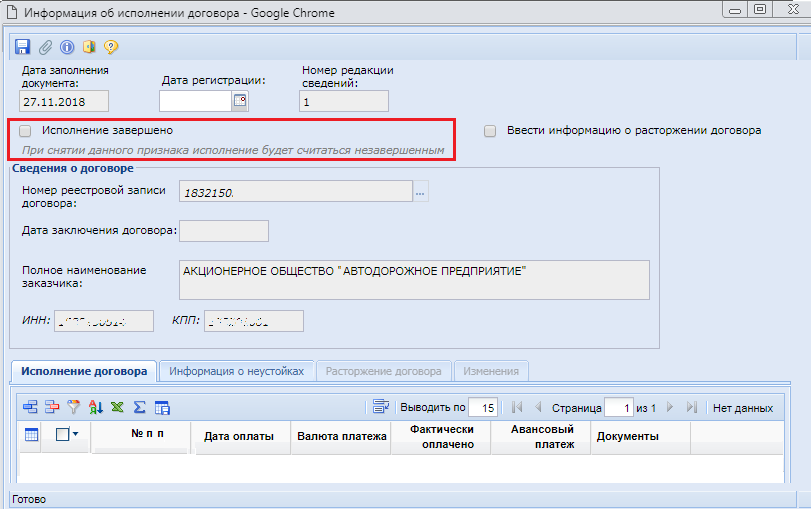 Информация об исполнении договора - Google Chrome
Дата заполнения документа:
Дата регистрации:
Номер редакции сведений:
27.11.2018
1
Исполнение завершено
Ввести информацию о расторжении договора
При снятии данного признака исполнение будет считаться незавершенным
Сведения о договоре
Номер реестровой записи договора:
1832150.
...
Дата заключения договора:
Полное наименование заказчика:
АКЦИОНЕРНОЕ ОБЩЕСТВО "АВТОДОРОЖНОЕ ПРЕДПРИЯТИЕ"
ИНН:
КПП:
Исполнение договора
Информация о неустойках
Расторжение договора
Изменения
Выводить по 15
Страница 1 из 1
Нет данных
№ п п
Дата оплаты
Валюта платежа
Фактически оплачено
Авансовый платеж
Документы
Готово